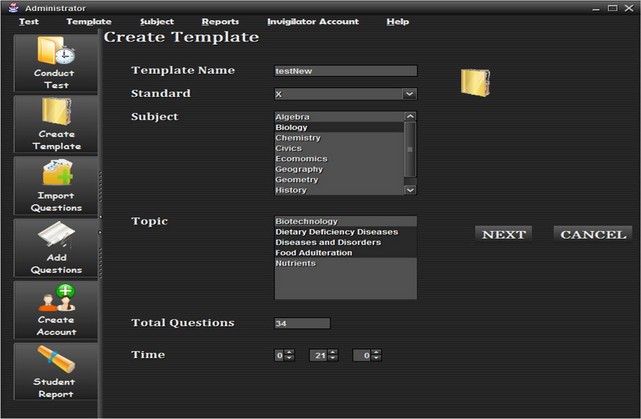 Administrator
Test Template Subject Reports Invigilator Account Help
Create Template
Conduct
Test
Create
Template
Import
Questions
Add
Questions
Create
Account
Student
Report
Template Name testNew
Standard X
Subject Algebra
Biology
Chemistry
Civics
Ecomomics
Geography
Geometry
History
Topic Biotechnology
Dietary Deficiency Diseases
Diseases and Disorders
Food Adulteration
Nutrients
NEXT CANCEL
Total Questions 34
Time 0 21 0